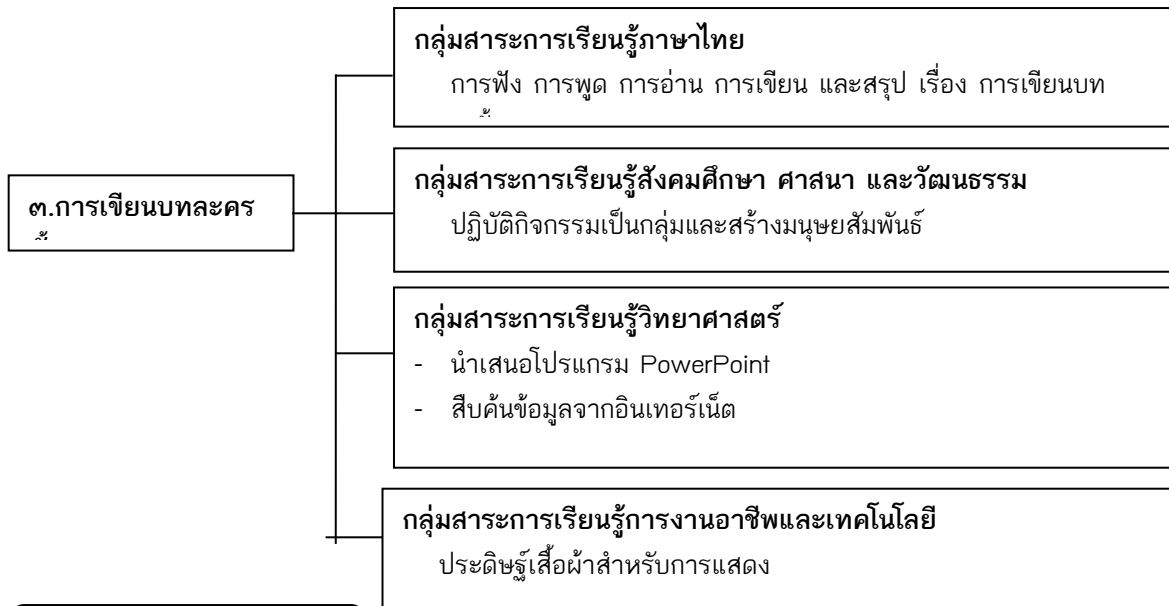 กลุ่มสาระการเรียนรู้ภาษาไทย
การฟัง การพูด การอ่าน การเขียน และสรุป เรื่อง การเขียนบท
๓.การเขียนบทละคร
กลุ่มสาระการเรียนรู้สังคมศึกษา ศาสนา และวัฒนธรรม
ปฏิบัติกิจกรรมเป็นกลุ่มและสร้างมนุษยสัมพันธ์
กลุ่มสาระการเรียนรู้วิทยาศาสตร์
- นำเสนอโปรแกรม PowerPoint
- สืบค้นข้อมูลจากอินเทอร์เน็ต
กลุ่มสาระการเรียนรู้การงานอาชีพและเทคโนโลยี
ประดิษฐ์เสื้อผ้าสำหรับการแสดง